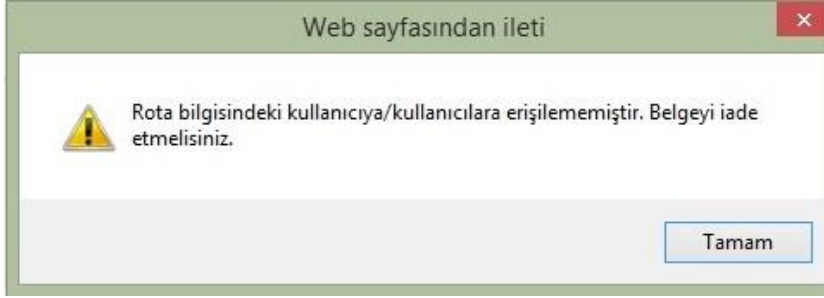 Web sayfasından ileti
Rota bilgisindeki kullanıcıya/kullanıcılara erişilememiştir. Belgeyi iade
etmelisiniz.
Tamam